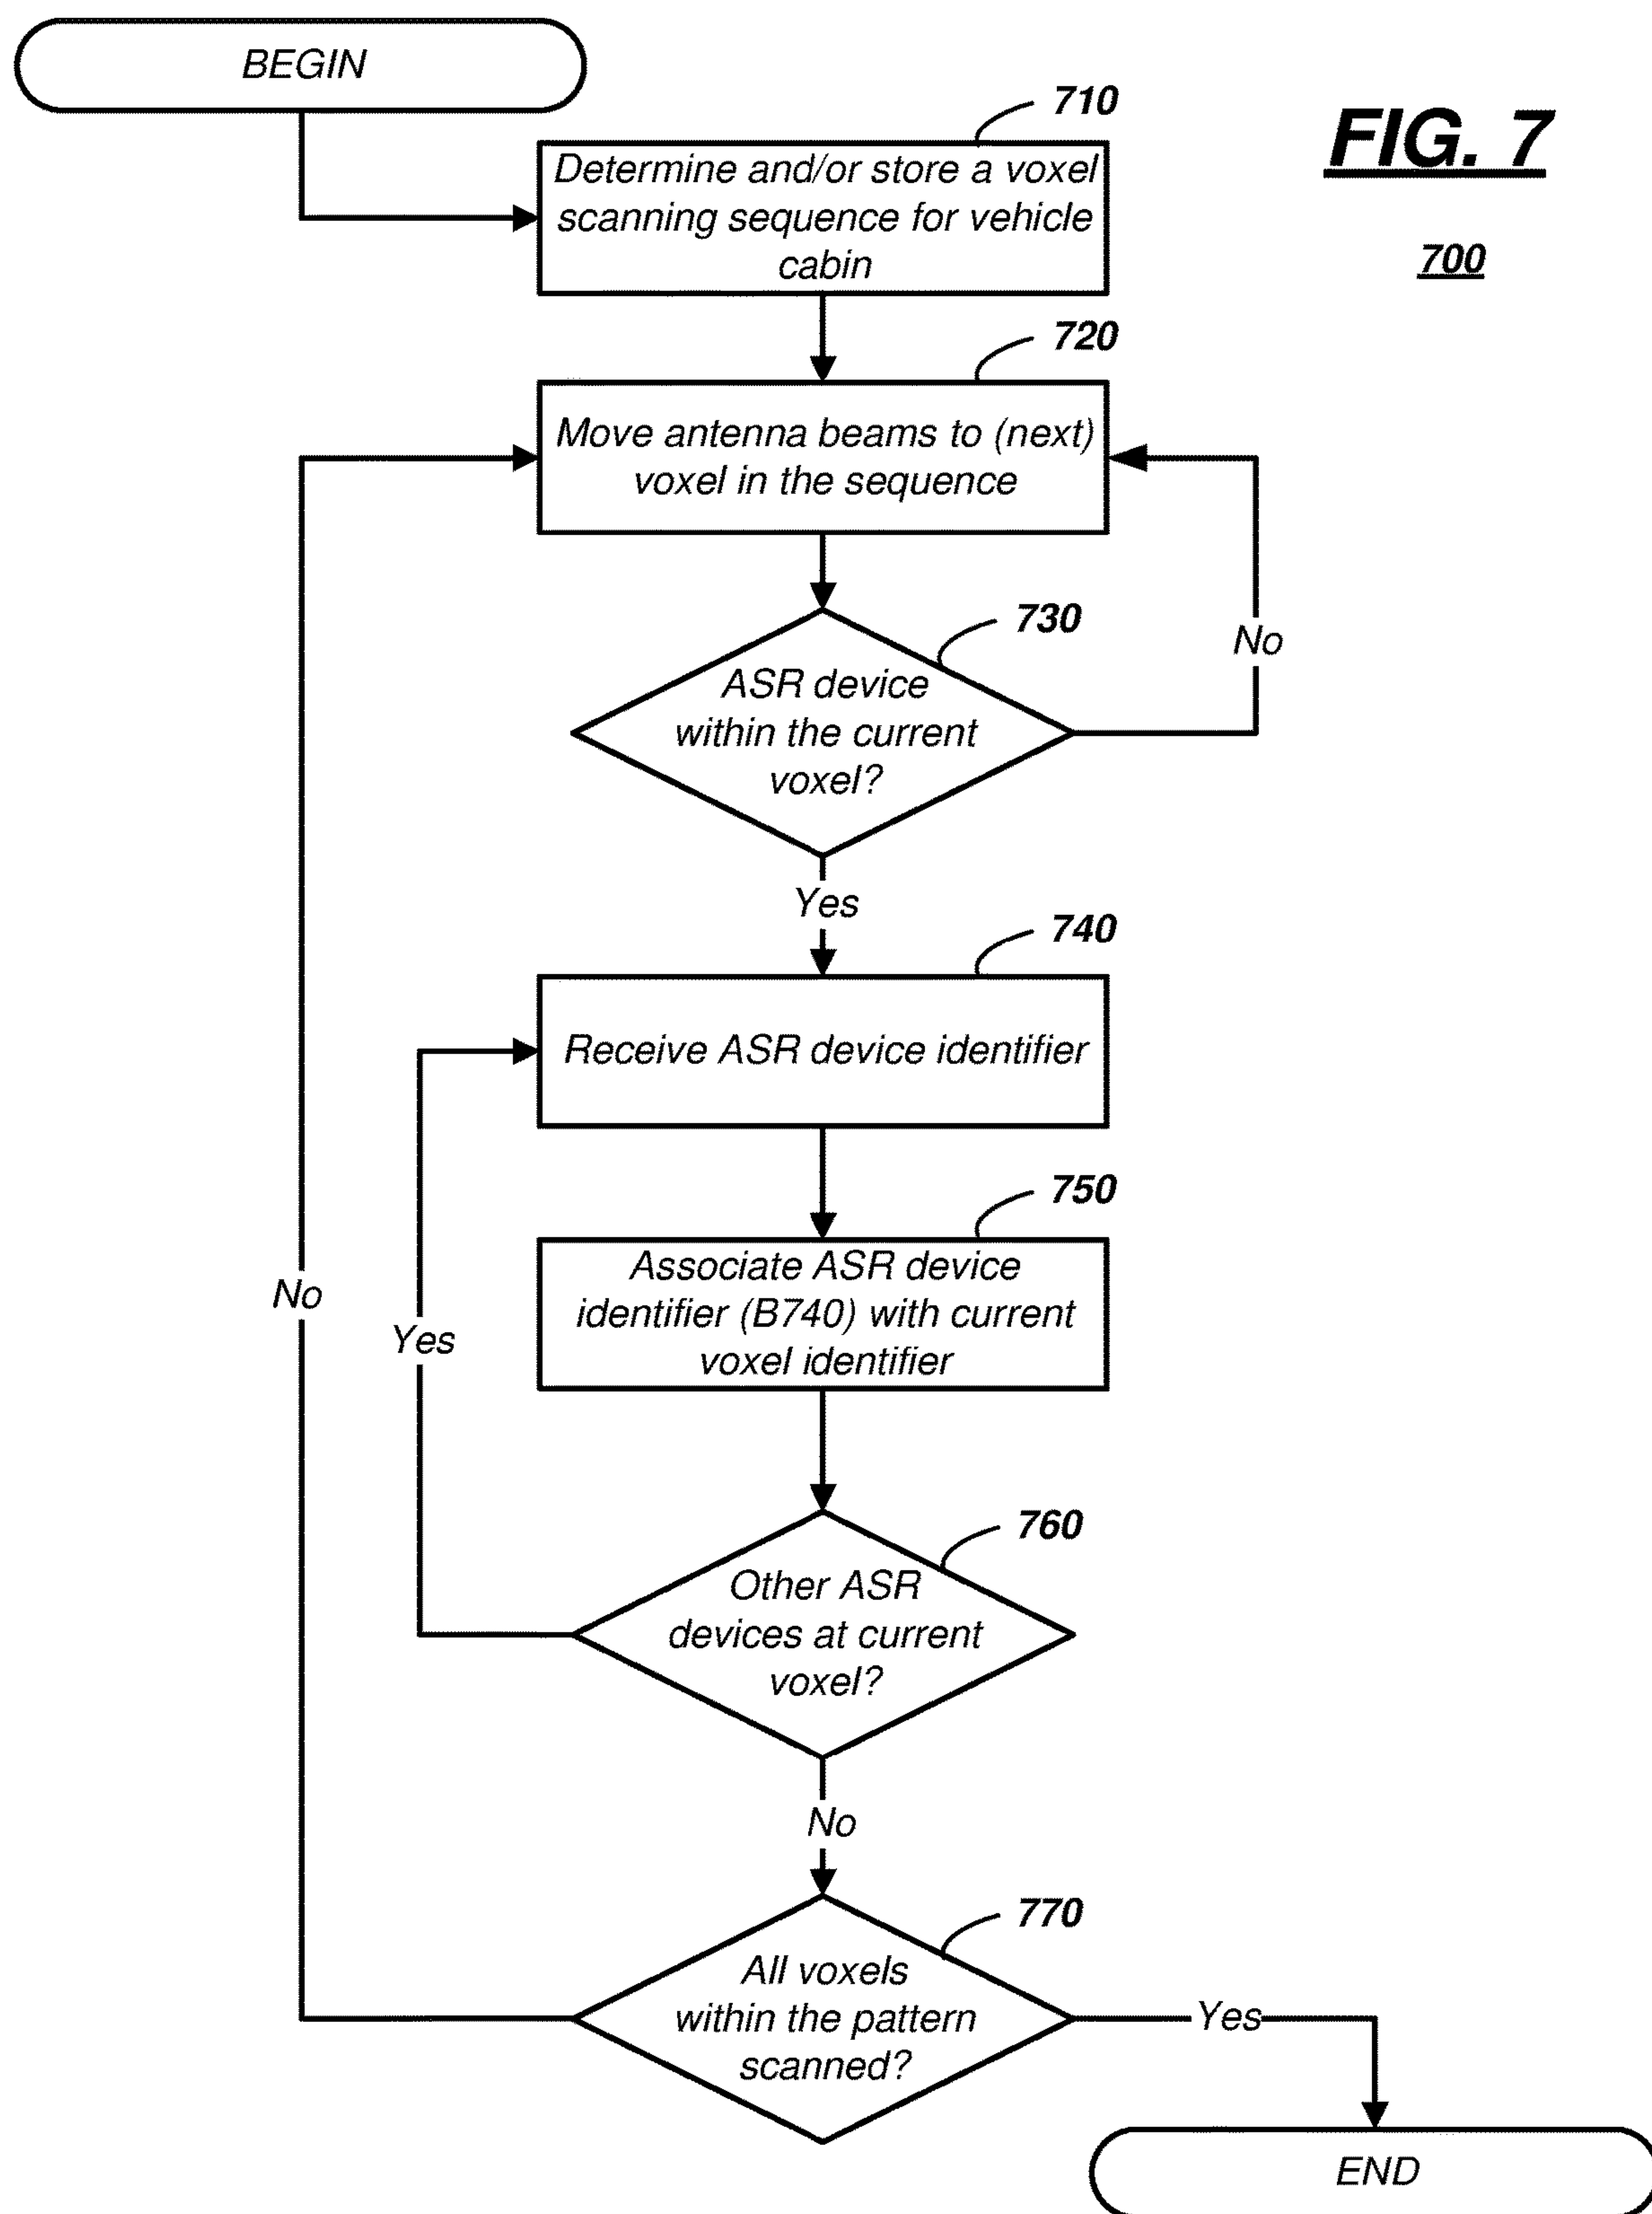 BEGIN
FIG. 7
700
710
Determine and/or store a voxel
scanning sequence for vehicle
cabin
720
Move antenna beams to (next)
voxel in the sequence
730
ASR device
within the current
voxel?
No
Yes
740
Receive ASR device identifier
750
Associate ASR device
identifier (B740) with current
voxel identifier
No
Yes
760
Other ASR
devices at current
voxel?
No
770
All voxels
within the pattern
scanned?
Yes
END